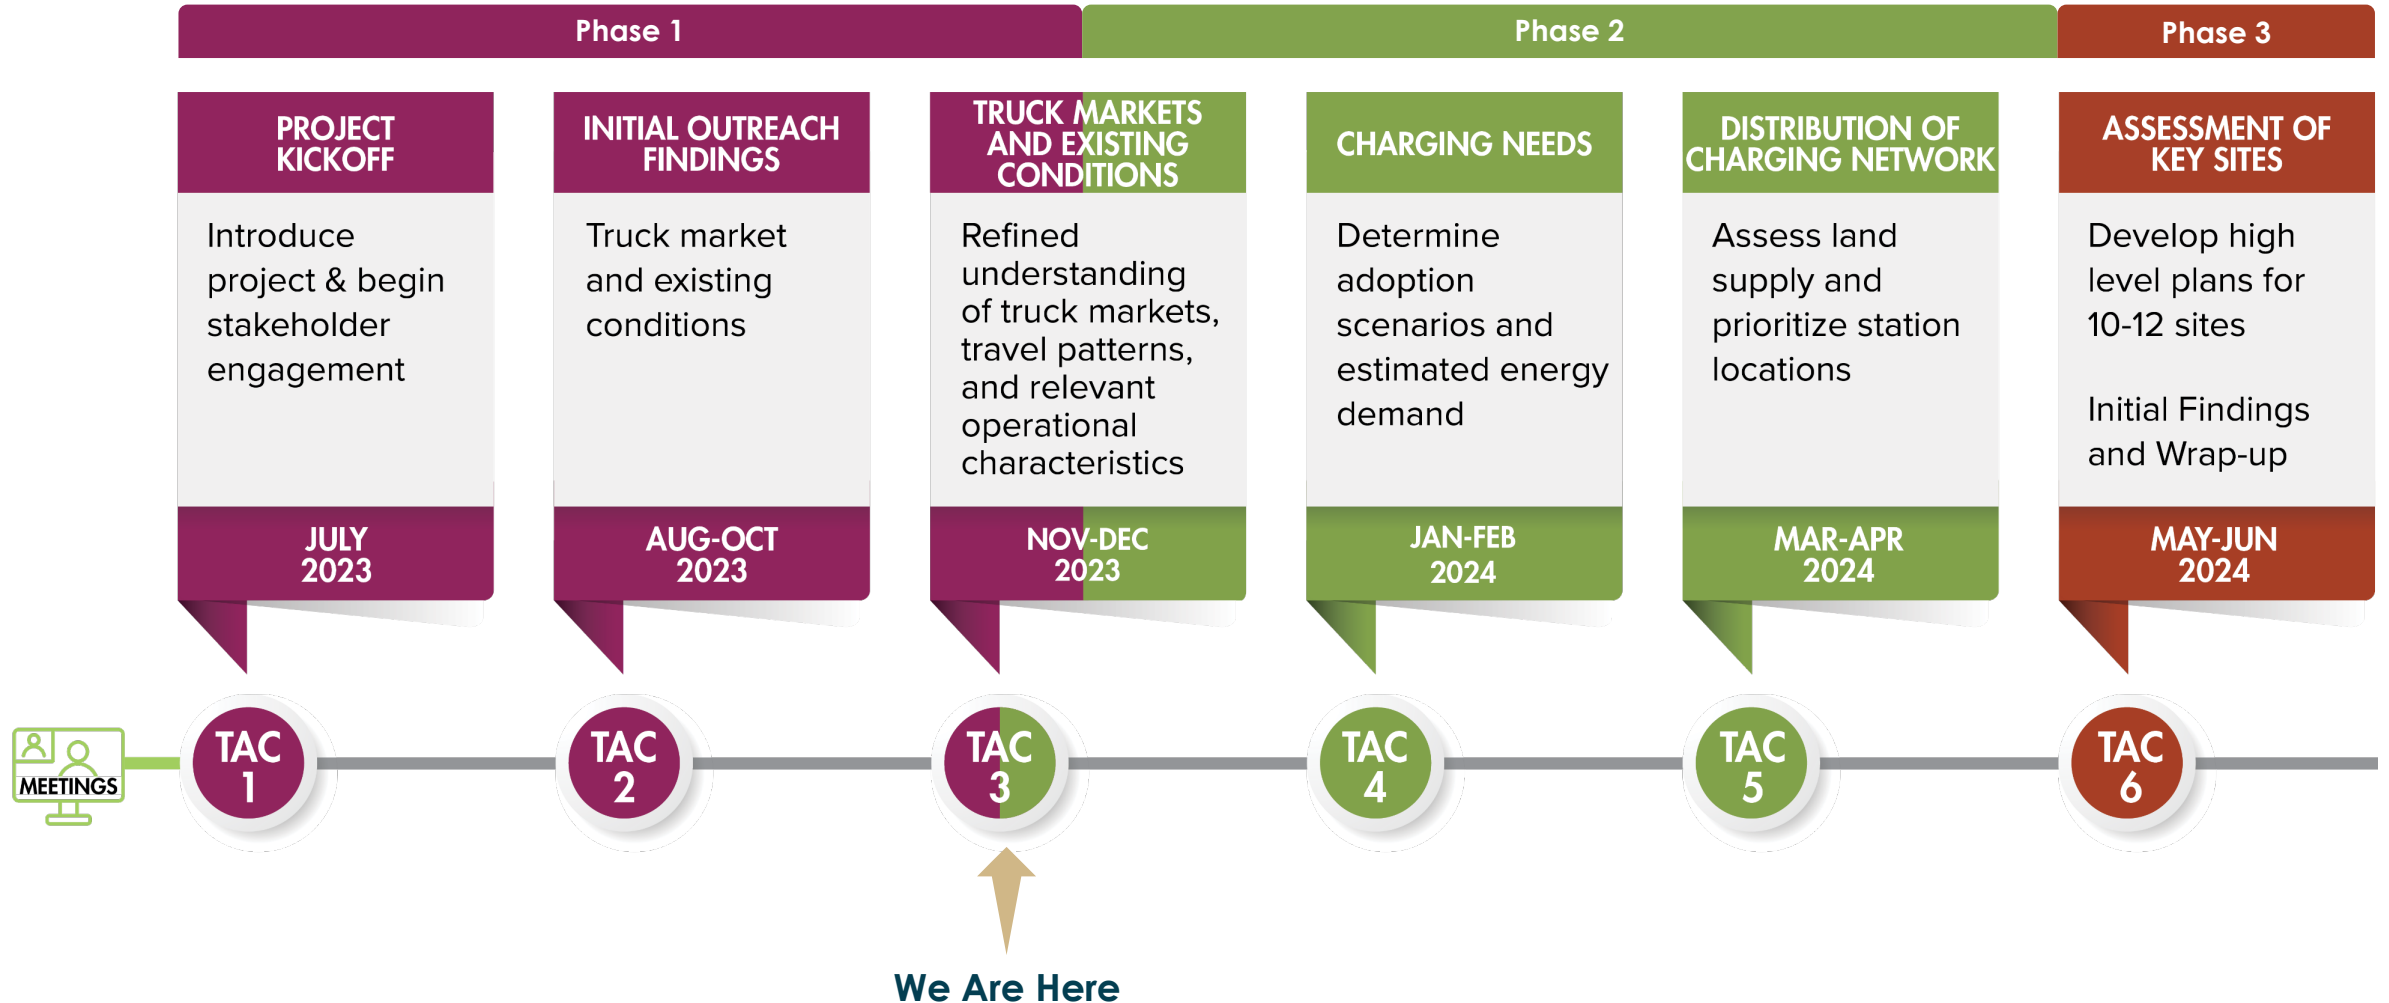 Phase 1
Phase 2
Phase 3
PROJECT
KICKOFF
Introduce
project & begin
stakeholder
engagement
JULY
2023
INITIAL OUTREACH
FINDINGS
Truck market
and existing
conditions
AUG-OCT
2023
TRUCK MARKETS
AND EXISTING
CONDITIONS
Refined
understanding
of truck markets,
travel patterns,
and relevant
operational
characteristics
NOV-DEC
2023
CHARGING NEEDS
Determine
adoption
scenarios and
estimated energy
demand
JAN-FEB
2024
DISTRIBUTION OF
CHARGING NETWORK
Assess land
supply and
prioritize station
locations
MAR-APR
2024
ASSESSMENT OF
KEY SITES
Develop high
level plans for
10-12 sites
Initial Findings
and Wrap-up
MAY-JUN
2024
MEETINGS
TAC
1
TAC
2
TAC
3
TAC
4
TAC
5
TAC
6
We Are Here